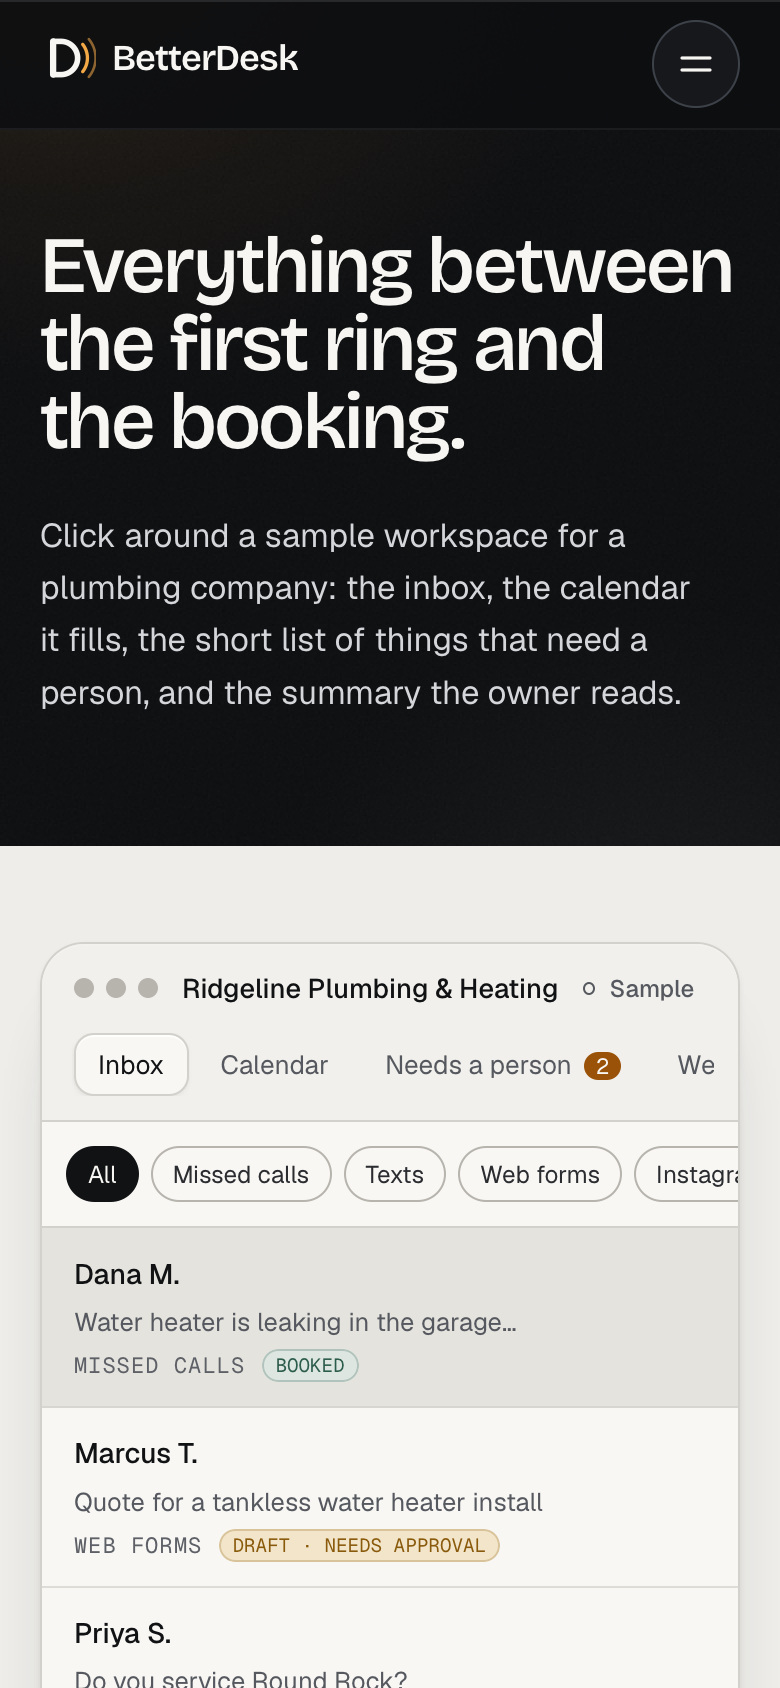 BetterDesk
Everything between
the first ring and
the booking.
Click around a sample workspace for a
plumbing company: the inbox, the calendar
it fills, the short list of things that need a
person, and the summary the owner reads.
Ridgeline Plumbing & Heating Sample
Inbox Calendar Needs a person 2 We
All Missed calls Texts Web forms Instagra
Dana M.
Water heater is leaking in the garage…
MISSED CALLS BOOKED
Marcus T.
Quote for a tankless water heater install
WEB FORMS DRAFT · NEEDS APPROVAL
Priya S.
Do you service Round Rock?